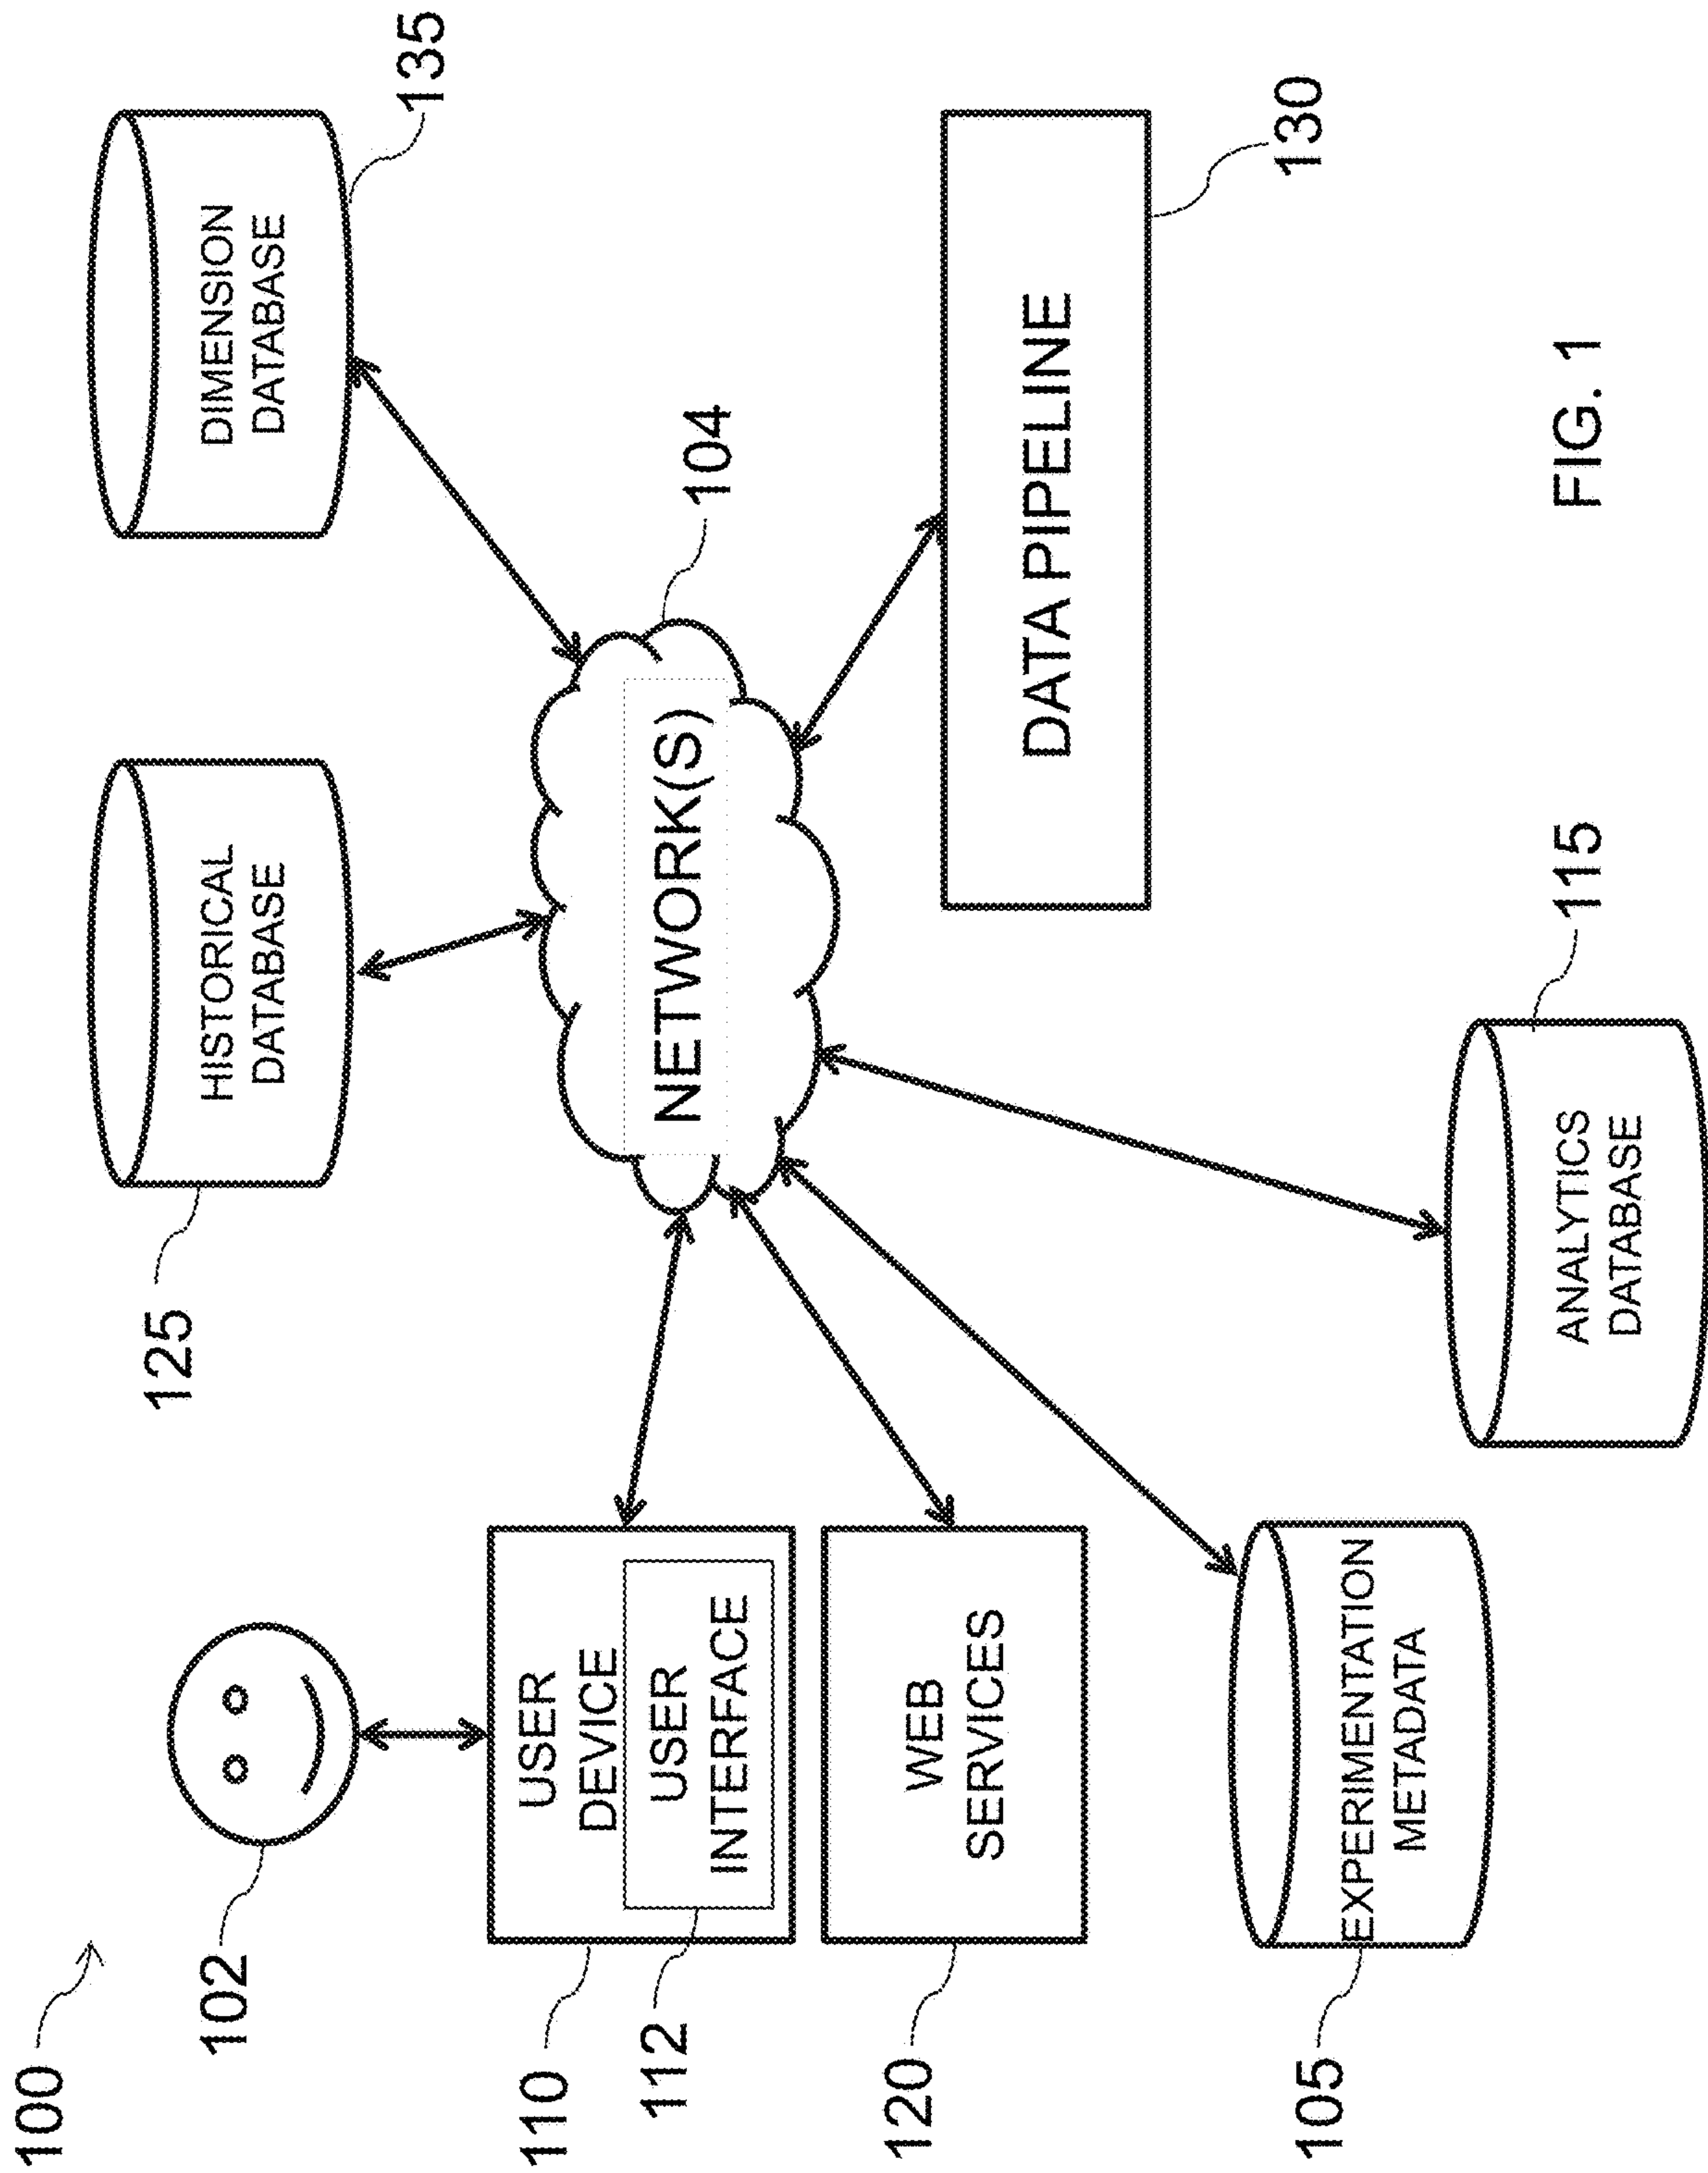 100
102
125
HISTORICAL
DATABASE
DIMENSION
DATABASE
135
110
USER
DEVICE
112
USER
INTERFACE
NETWORK(S)
104
120
WEB
SERVICES
DATA PIPELINE
130
105
EXPERIMENTATION
METADATA
ANALYTICS
DATABASE
115
FIG. 1